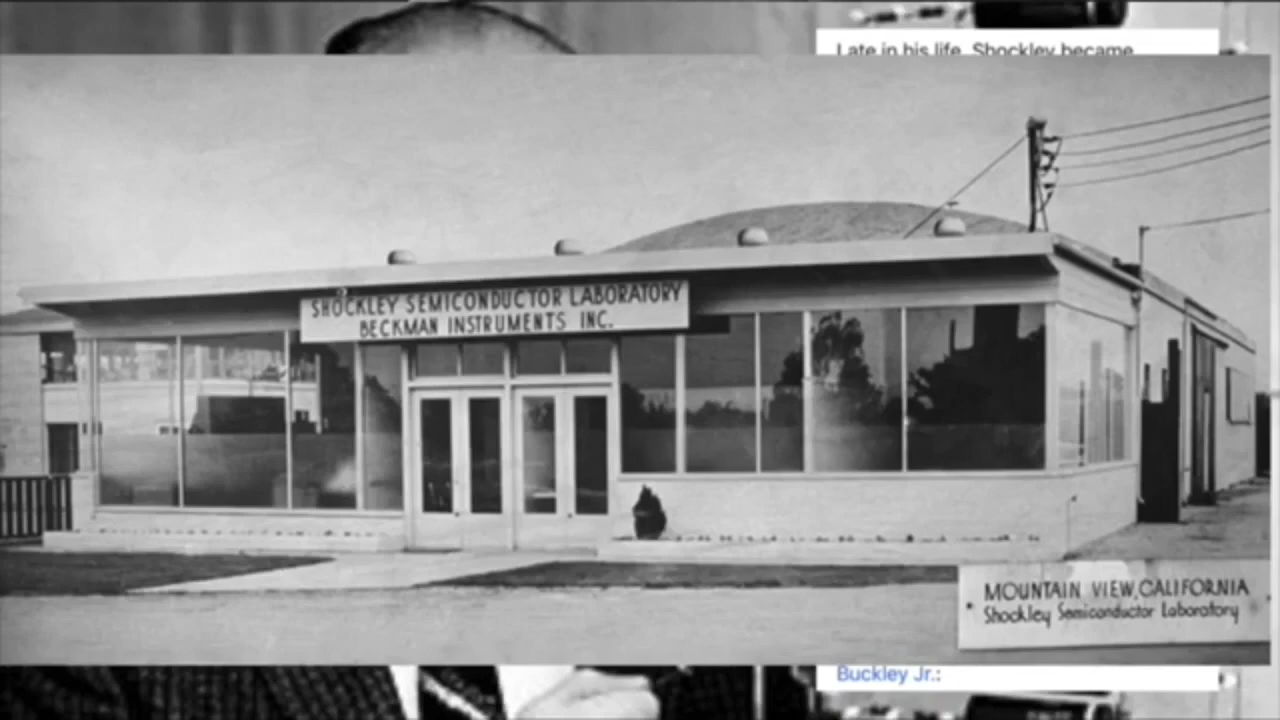 Late in his life, Shockley became
SHOCKLEY SEMICONDUCTOR LABORATORY
BECKMAN INSTRUMENTS INC.
MOUNTAIN VIEW, CALIFORNIA
Shockley Semiconductor Laboratory
Buckley Jr.: